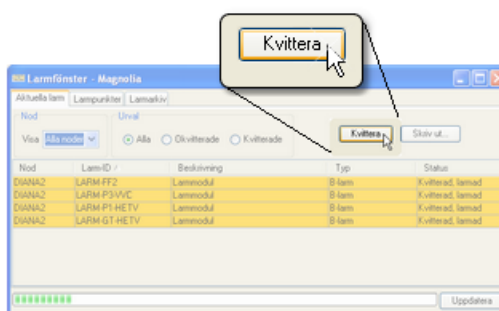 Kvittera
Larmfönster - Magnolia
Aktuella larm Larmpunkter Larmarkiv
Nod Urval
Visa Alla noder Alla Okvitterade Kvitterade Kvittera Skriv ut...
Nod Larm-ID / Beskrivning Typ Status
DIANA2 LARM-FF2 Larmmodul B-larm Kvitterad, larmad
DIANA2 LARM-P3-VVC Larmmodul B-larm Kvitterad, larmad
DIANA2 LARM-P1-HETV Larmmodul B-larm Kvitterad, larmad
DIANA2 LARM-GT-HETV Larmmodul B-larm Kvitterad, larmad
Uppdatera